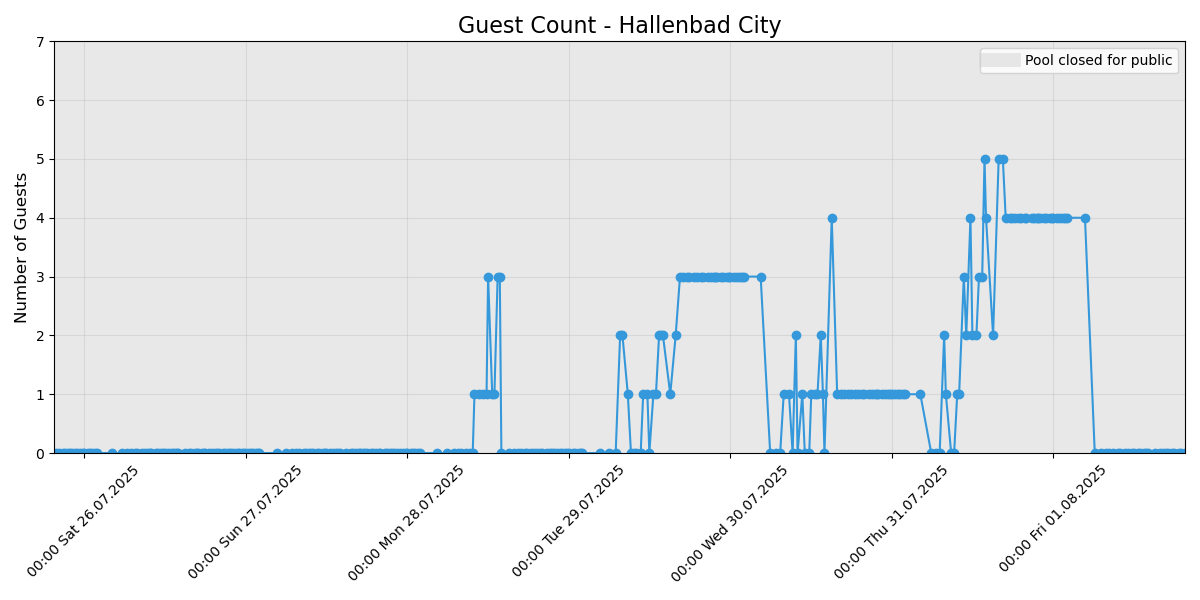 Guest Count - Hallenbad City
7
6
5
4
3
2
1
0
Number of Guests
Pool closed for public
00:00 Sat 26.07.2025
00:00 Sun 27.07.2025
00:00 Mon 28.07.2025
00:00 Tue 29.07.2025
00:00 Wed 30.07.2025
00:00 Thu 31.07.2025
00:00 Fri 01.08.2025